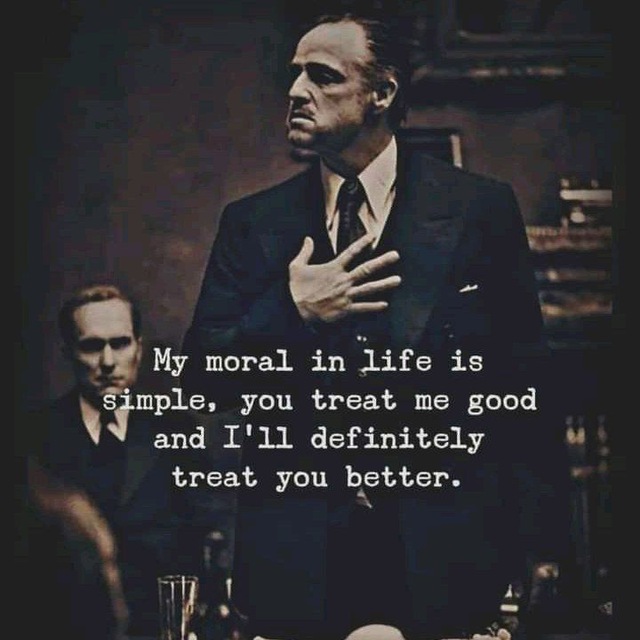 My moral in life is
simple, you treat me good
and I'll definitely
treat you better.